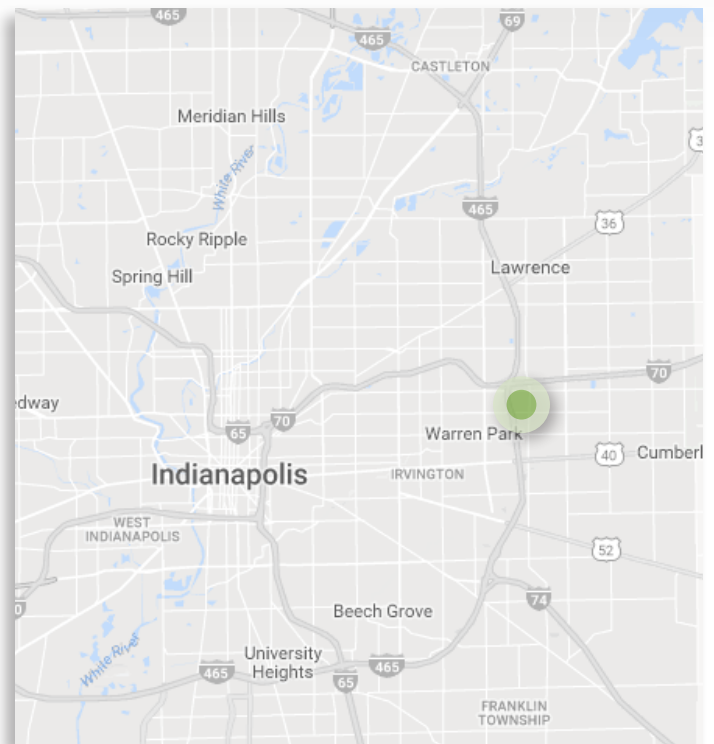 465
69
465
CASTLETON
Meridian Hills
3
White River
465
36
Rocky Ripple
Lawrence
Spring Hill
70
edway
70
65
Warren Park
40
Cumberl
Indianapolis
IRVINGTON
WEST
INDIANAPOLIS
52
0
74
Beech Grove
White River
University
Heights
465
465
65
FRANKLIN
TOWNSHIP